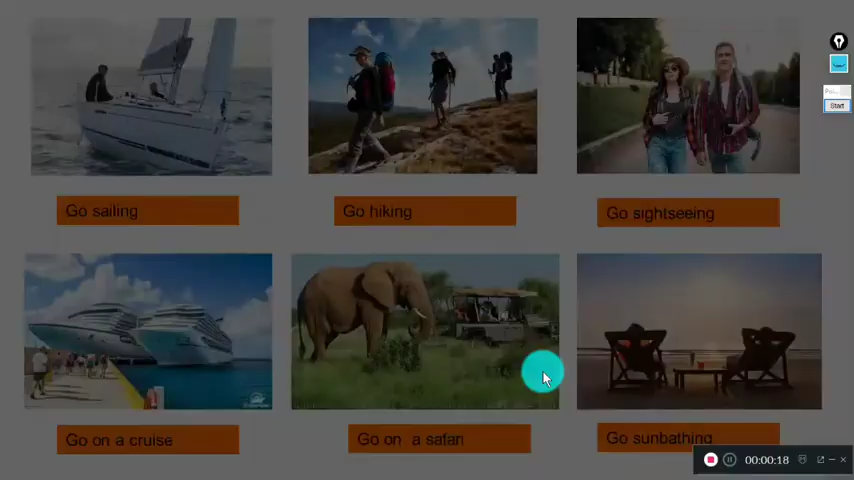 Go sailing
Go hiking
Go sightseeing
Go on a cruise
Go on  a safari
Go sunbathing
Start
00:00:18